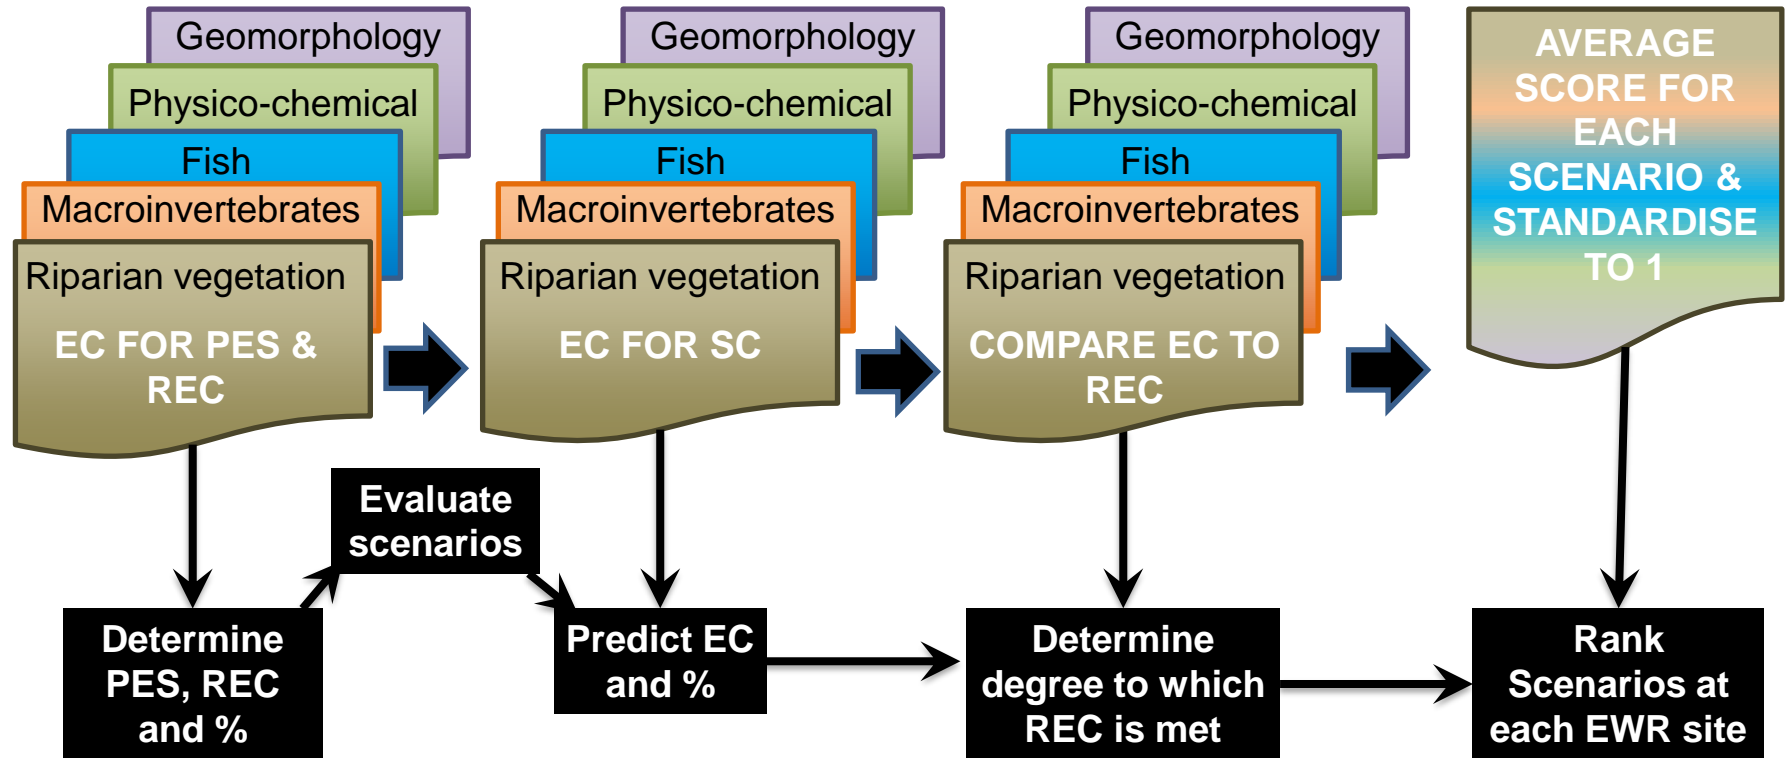 Geomorphology
Physico-chemical
Fish
Macroinvertebrates
Riparian vegetation
EC FOR PES &
REC
Geomorphology
Physico-chemical
Fish
Macroinvertebrates
Riparian vegetation
EC FOR SC
Geomorphology
Physico-chemical
Fish
Macroinvertebrates
Riparian vegetation
COMPARE EC TO
REC
AVERAGE
SCORE FOR
EACH
SCENARIO &
STANDARDISE
TO 1
Determine
PES, REC
and %
Evaluate
scenarios
Predict EC
and %
Determine
degree to which
REC is met
Rank
Scenarios at
each EWR site